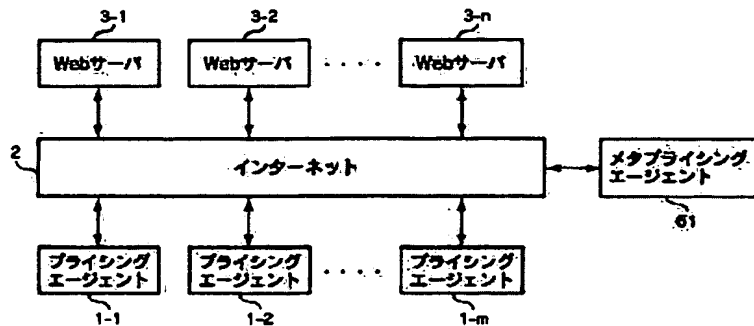 3-1
3-2
3-n
Webサーバ
Webサーバ
・・・・
Webサーバ
2
インターネット
メタプライシング
エージェント
61
プライシング
エージェント
プライシング
エージェント
・・・・
プライシング
エージェント
1-1
1-2
1-m